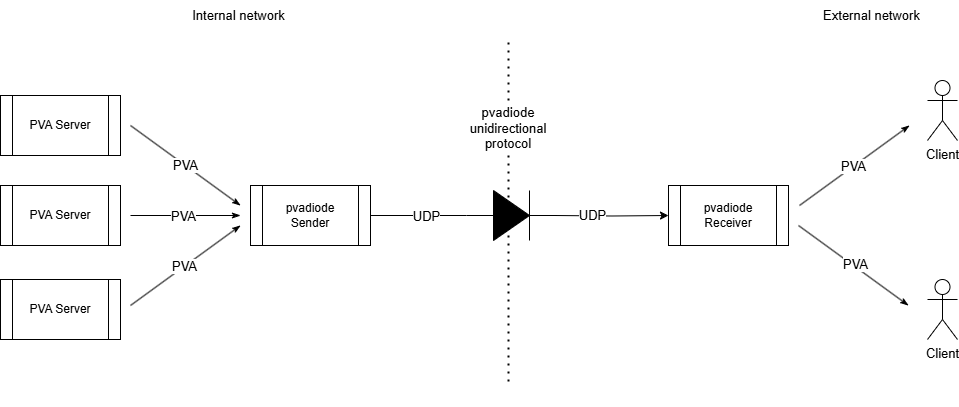 Internal network
External network
PVA Server
PVA
PVA Server
PVA
PVA Server
PVA
pvadiode
Sender
UDP
pvadiode
unidirectional
protocol
UDP
pvadiode
Receiver
PVA
Client
PVA
Client